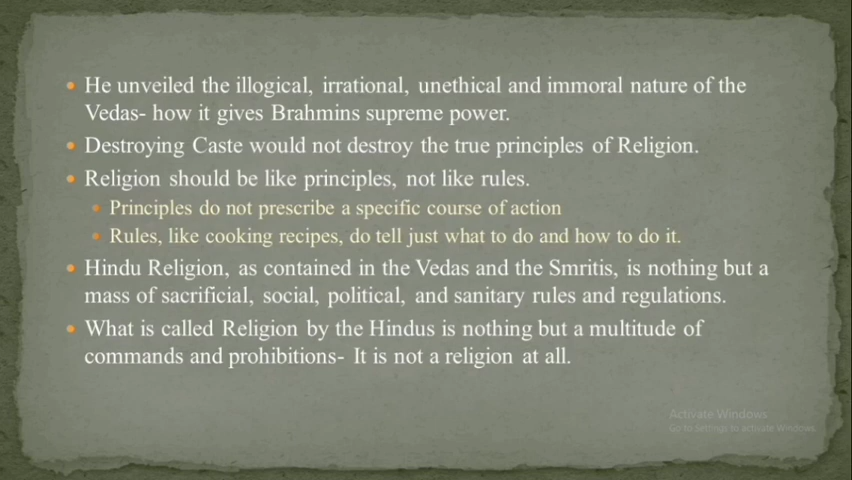 He unveiled the illogical, irrational, unethical and immoral nature of the
Vedas- how it gives Brahmins supreme power.
Destroying Caste would not destroy the true principles of Religion.
Religion should be like principles, not like rules.
Principles do not prescribe a specific course of action
Rules, like cooking recipes, do tell just what to do and how to do it.
Hindu Religion, as contained in the Vedas and the Smritis, is nothing but a
mass of sacrificial, social, political, and sanitary rules and regulations.
What is called Religion by the Hindus is nothing but a multitude of
commands and prohibitions- It is not a religion at all.
Activate Windows
Go to Settings to activate Windows.